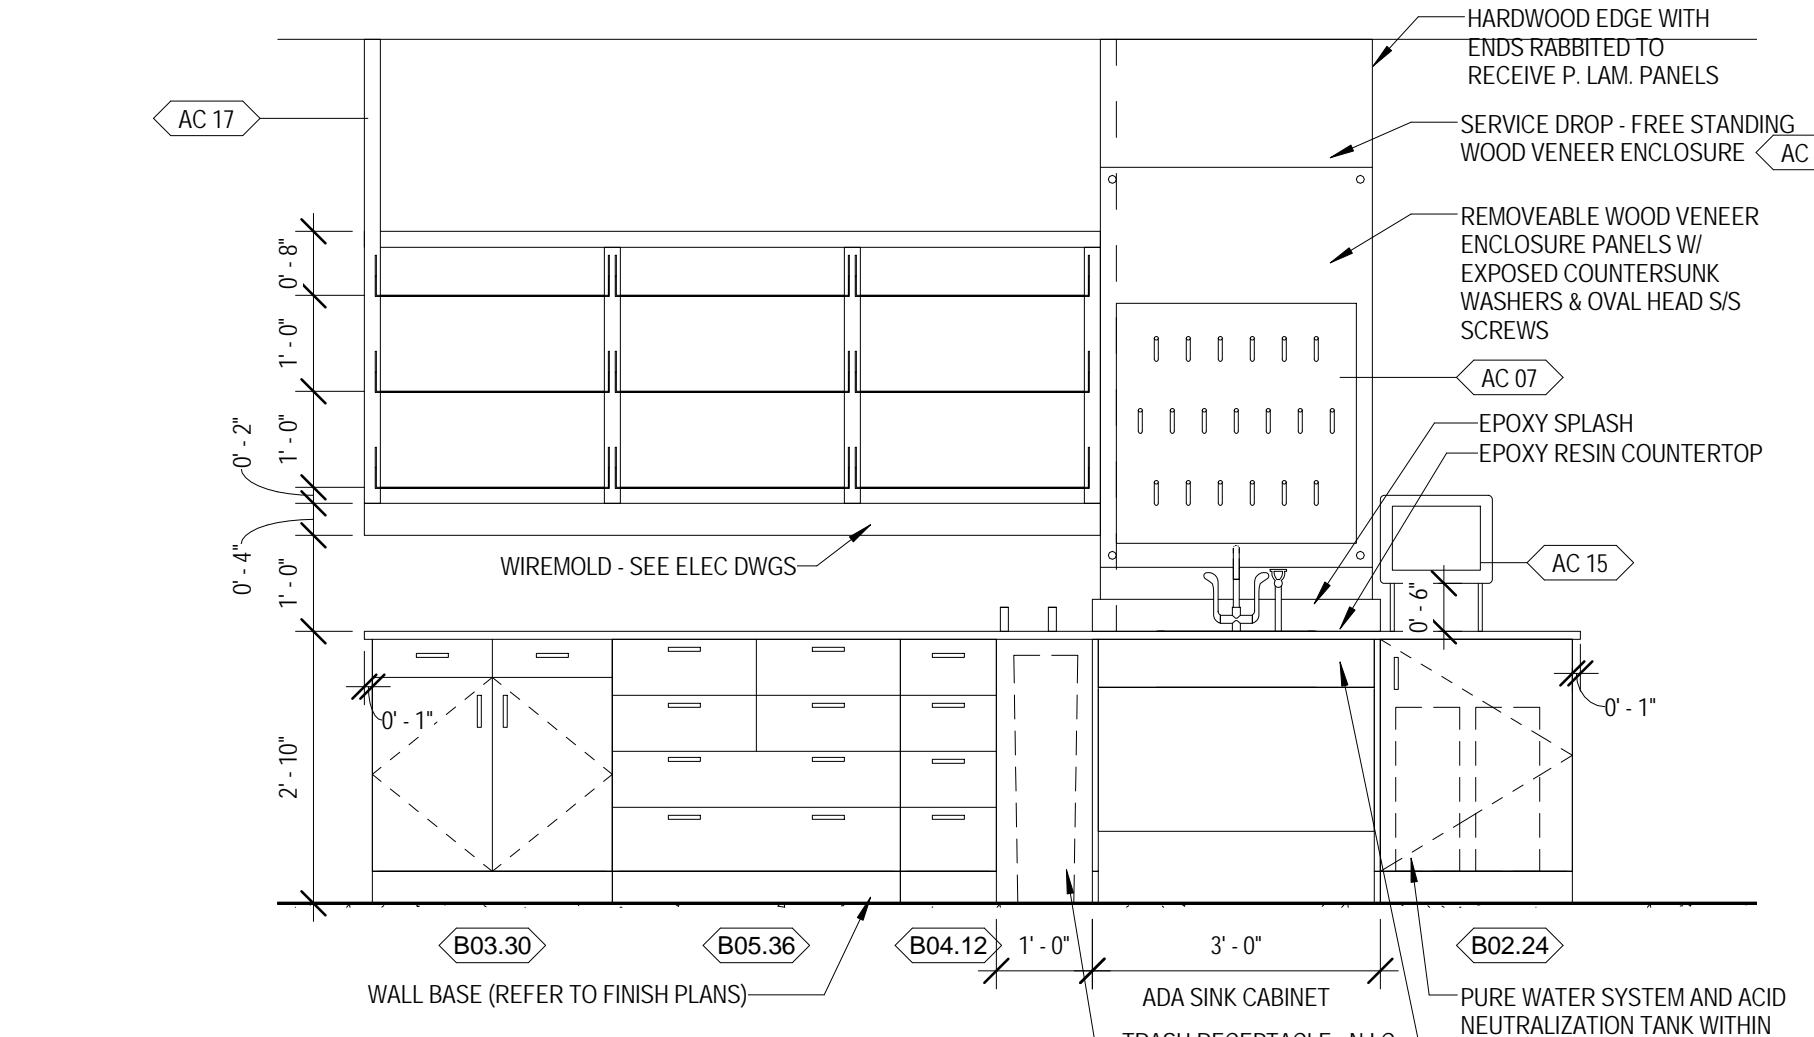 HARDWOOD EDGE WITH
ENDS RABBITED TO
RECEIVE P. LAM. PANELS
AC 17
SERVICE DROP - FREE STANDING
WOOD VENEER ENCLOSURE
AC
REMOVEABLE WOOD VENEER
ENCLOSURE PANELS W/
EXPOSED COUNTERSUNK
WASHERS & OVAL HEAD S/S
SCREWS
0' - 8"
1' - 0"
1' - 0"
0' - 2"
0' - 4"
1' - 0"
2' - 10"
AC 07
EPOXY SPLASH
EPOXY RESIN COUNTERTOP
WIREMOLD - SEE ELEC DWGS
AC 15
0' - 6"
0' - 1"
0' - 1"
B03.30
B05.36
B04.12
1' - 0"
3' - 0"
B02.24
WALL BASE (REFER TO FINISH PLANS)
ADA SINK CABINET
PURE WATER SYSTEM AND ACID
NEUTRALIZATION TANK WITHIN
TRASH RECEPTACLE